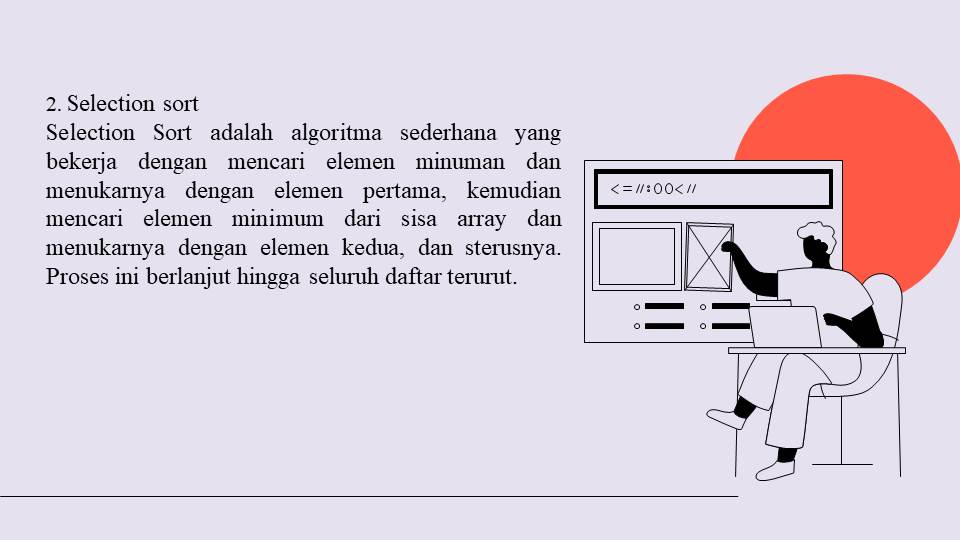 2. Selection sort
Selection Sort adalah algoritma sederhana yang
bekerja dengan mencari elemen minuman dan
menukarnya dengan elemen pertama, kemudian
mencari elemen minimum dari sisa array dan
menukarnya dengan elemen kedua, dan sterusnya.
Proses ini berlanjut hingga seluruh daftar terurut.
<=//:00<//